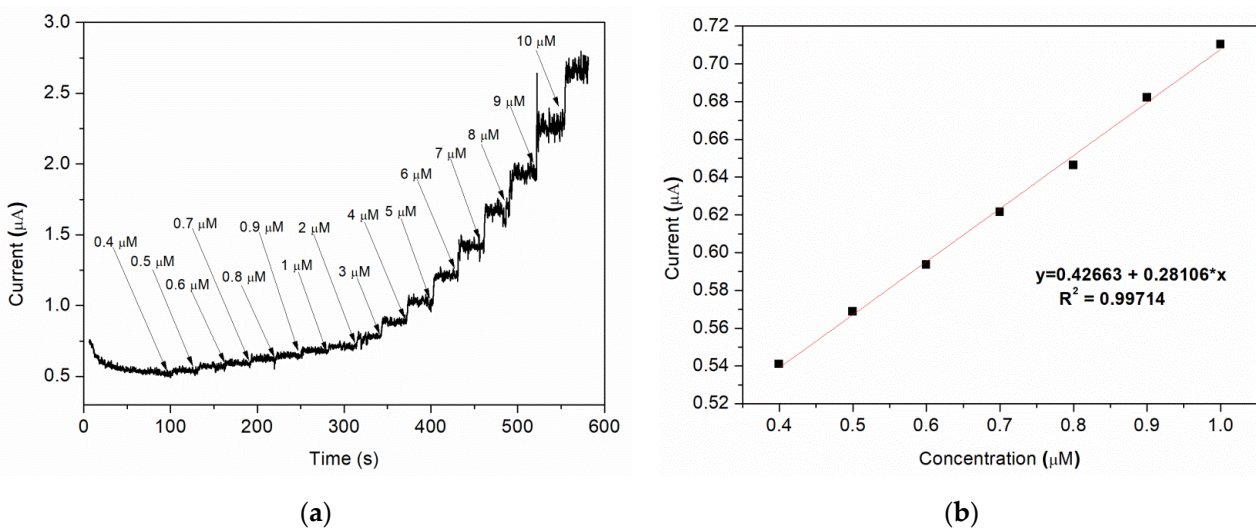 3.0
2.5
2.0
1.5
1.0
0.5
Current (μA)
0
100
200
300
400
500
600
Time (s)
0.4 μM
0.5 μM
0.6 μM
0.7 μM
0.8 μM
0.9 μM
1 μM
2 μM
3 μM
4 μM
5 μM
6 μM
7 μM
8 μM
9 μM
10 μM
(a)
0.72
0.70
0.68
0.66
0.64
0.62
0.60
0.58
0.56
0.54
0.52
Current (μA)
y=0.42663 + 0.28106*x
R² = 0.99714
0.4
0.5
0.6
0.7
0.8
0.9
1.0
Concentration (μM)
(b)